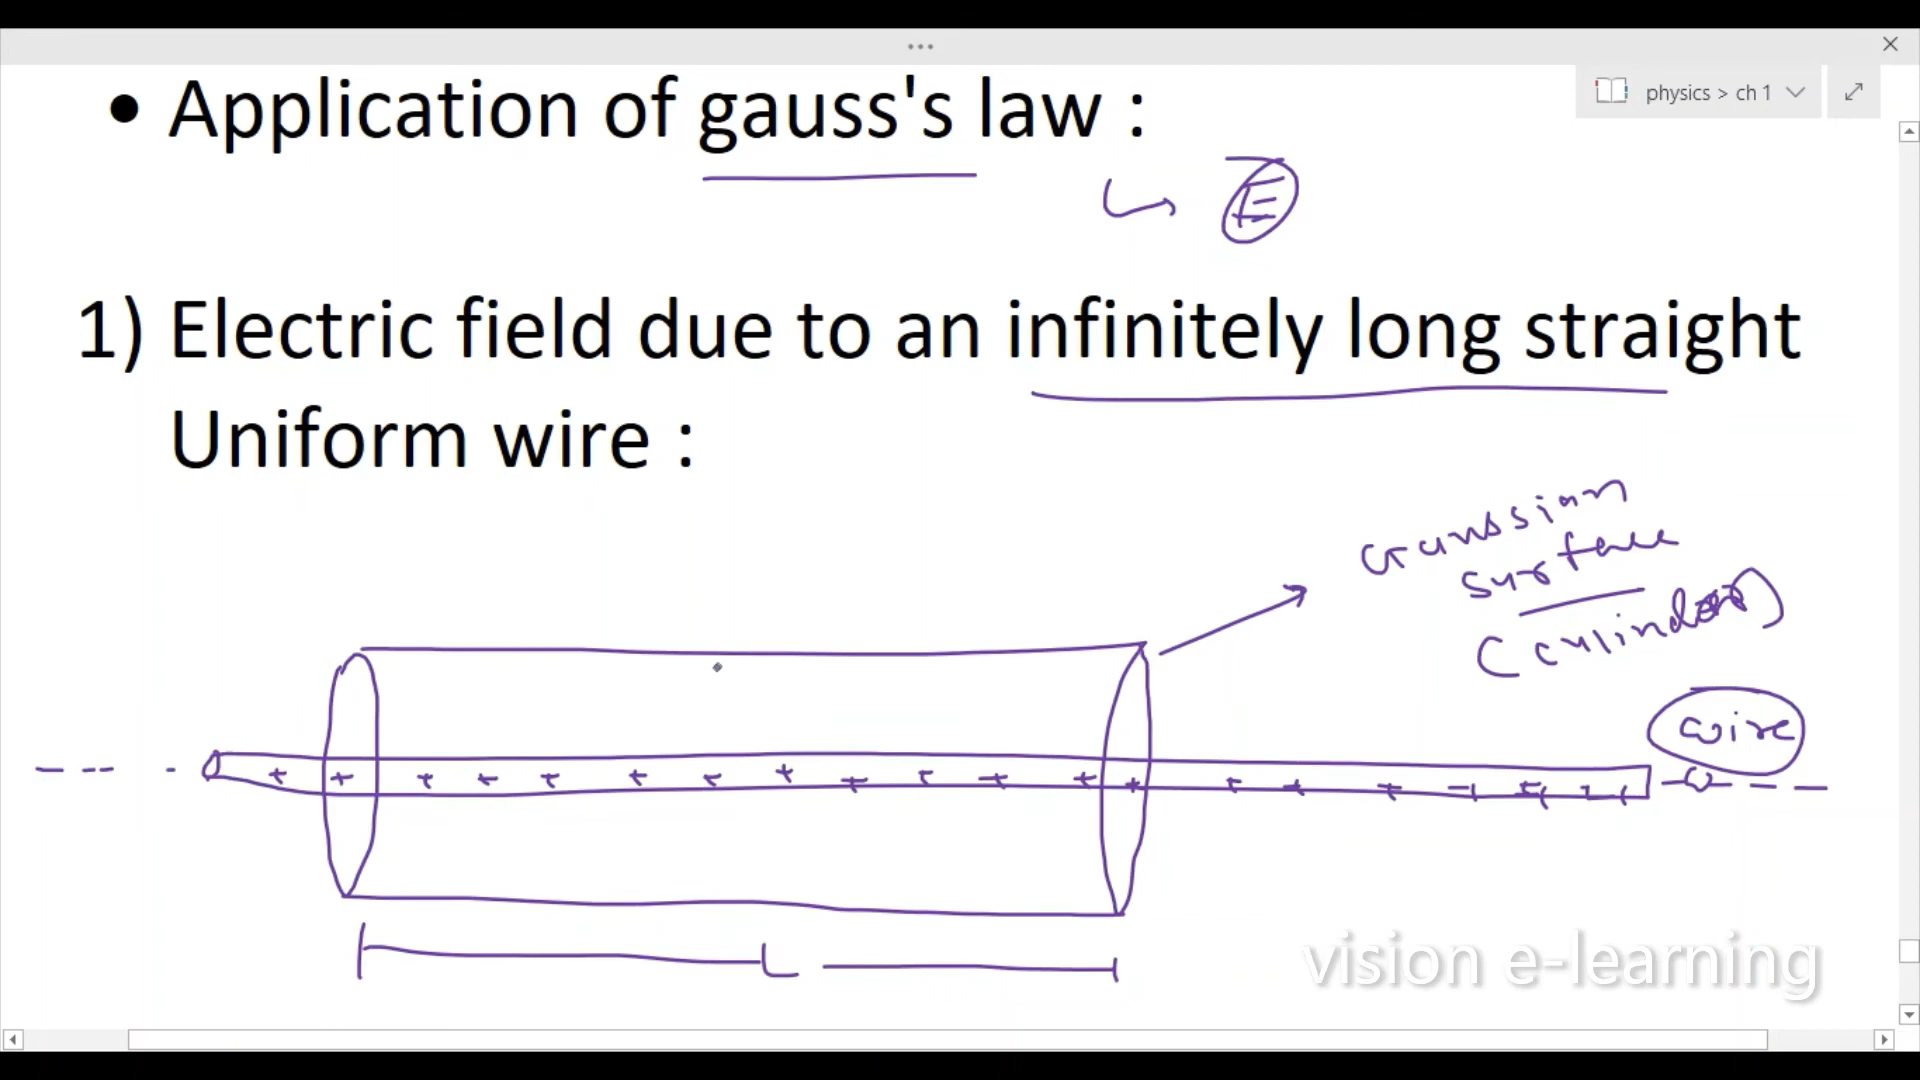 physics > ch 1
• Application of gauss's law :
E
1) Electric field due to an infinitely long straight
Uniform wire :
Gaussian
surface
(cylinder)
wire
+ + + + + + + + + + + + + + + + + + +
L
vision e-learning